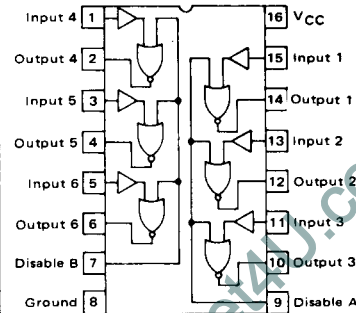 Input 4 1
Output 4 2
Input 5 3
Output 5 4
Input 6 5
Output 6 6
Disable B 7
Ground 8
16 VCC
15 Input 1
14 Output 1
13 Input 2
12 Output 2
11 Input 3
10 Output 3
9 Disable A
et4U.co